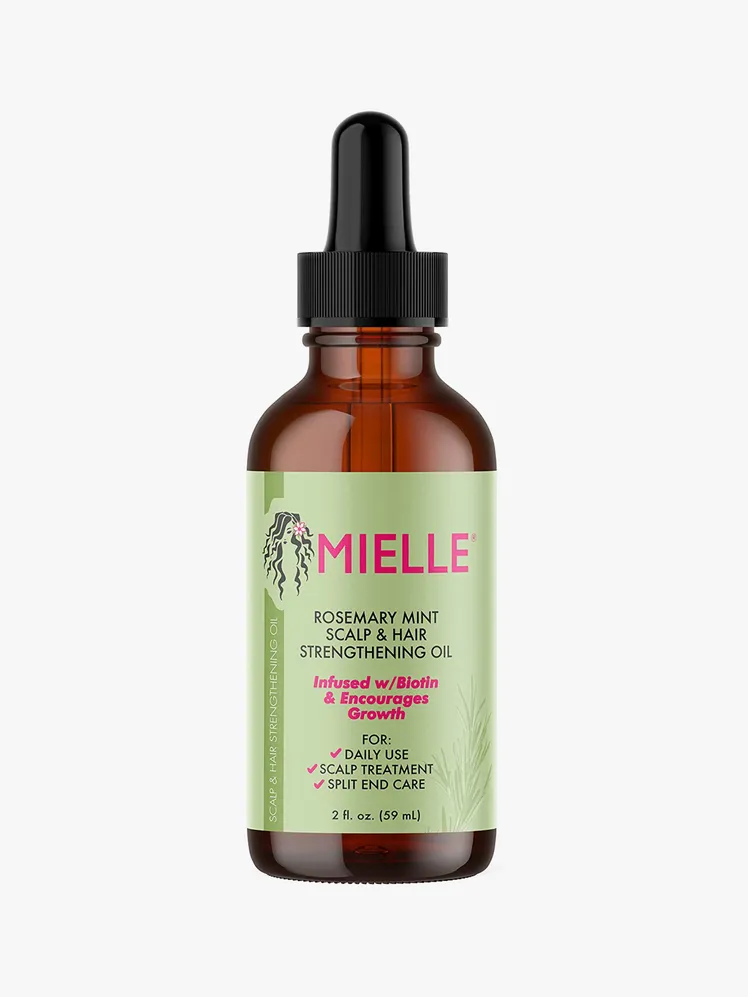 MIELLE®
ROSEMARY MINT
SCALP & HAIR
STRENGTHENING OIL
Infused w/Biotin
& Encourages
Growth
FOR:
✓ DAILY USE
✓ SCALP TREATMENT
✓ SPLIT END CARE
2 fl. oz. (59 mL)
SCALP & HAIR STRENGTHENING OIL